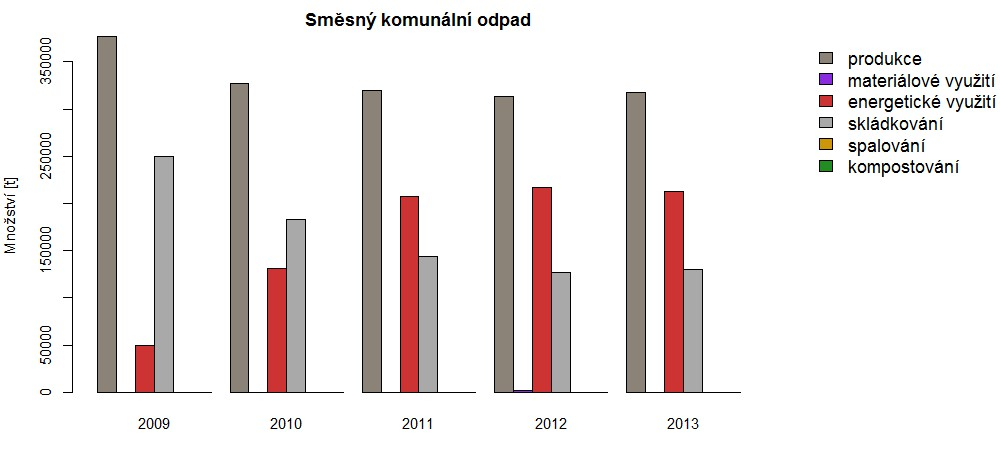 Směsný komunální odpad
Množství [t]
350000
250000
150000
50000
0
2009 2010 2011 2012 2013
produkce
materiálové využití
energetické využití
skládkování
spalování
kompostování